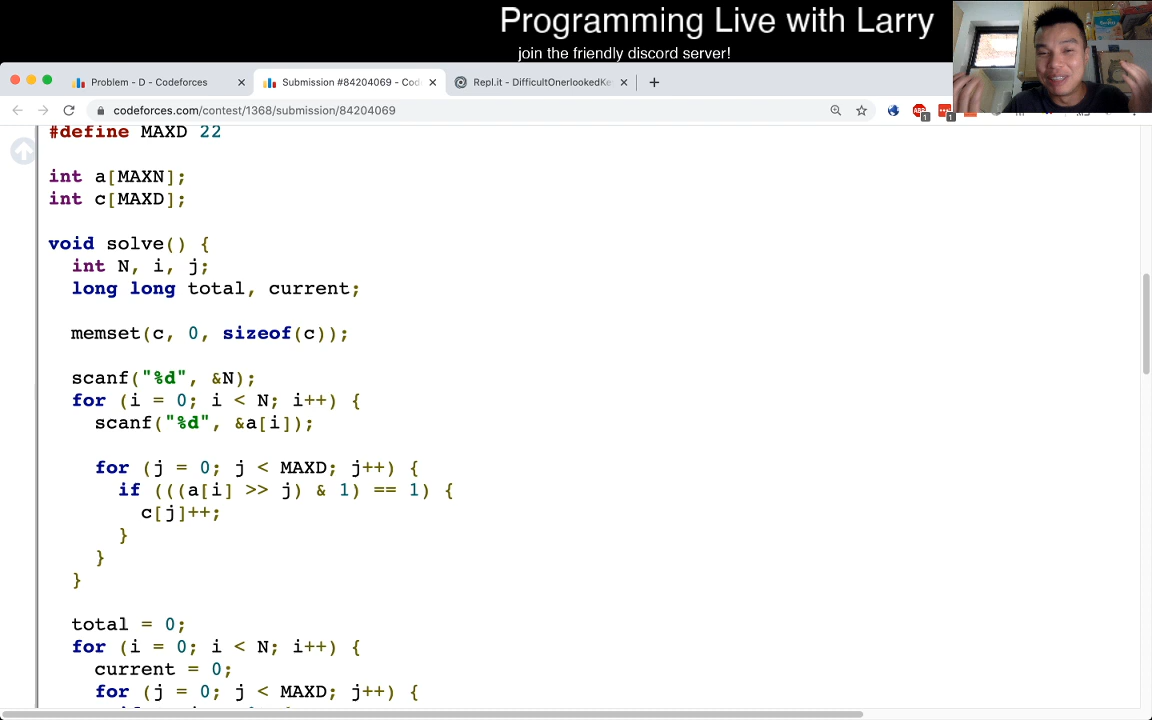 Programming Live with Larry
join the friendly discord server!
Problem - D - Codeforces
Submission #84204069 - Cod
Repl.it - DifficultOnerlookedKe
codeforces.com/contest/1368/submission/84204069
#define MAXD 22
int a[MAXN];
int c[MAXD];
void solve() {
int N, i, j;
long long total, current;
memset(c, 0, sizeof(c));
scanf("%d", &N);
for (i = 0; i < N; i++) {
scanf("%d", &a[i]);
for (j = 0; j < MAXD; j++) {
if (((a[i] >> j) & 1) == 1) {
c[j]++;
}
}
}
total = 0;
for (i = 0; i < N; i++) {
current = 0;
for (j = 0; j < MAXD; j++) {